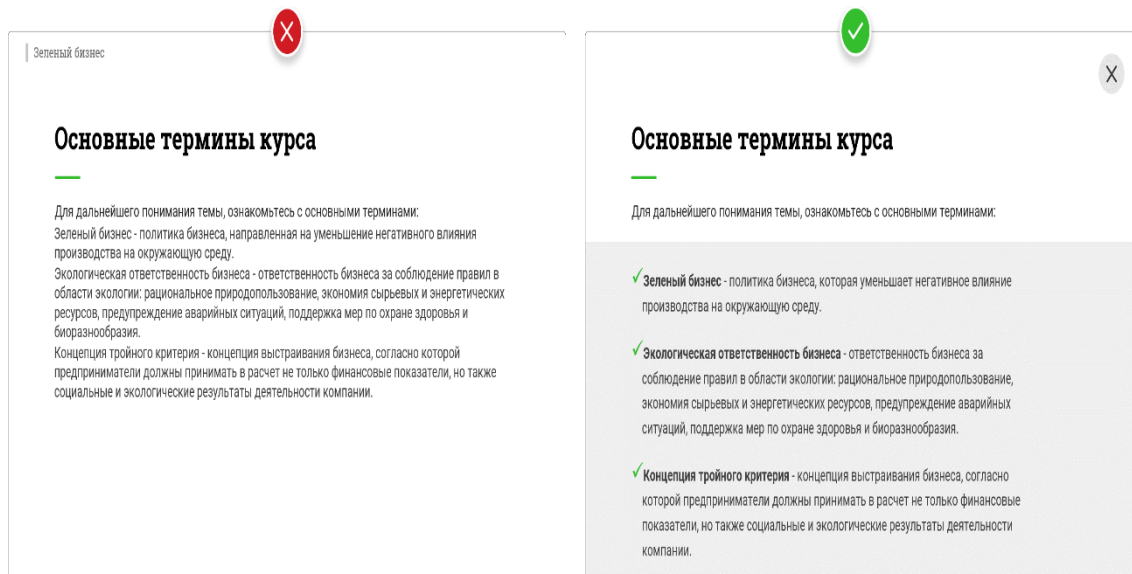 Зеленый бизнес
Основные термины курса
Для дальнейшего понимания темы, ознакомьтесь с основными терминами:
Зеленый бизнес - политика бизнеса, направленная на уменьшение негативного влияния
производства на окружающую среду.
Экологическая ответственность бизнеса - ответственность бизнеса за соблюдение правил в
области экологии: рациональное природопользование, экономия сырьевых и энергетических
ресурсов, предупреждение аварийных ситуаций, поддержка мер по охране здоровья и
биоразнообразия.
Концепция тройного критерия - концепция выстраивания бизнеса, согласно которой
предприниматели должны принимать в расчет не только финансовые показатели, но также
социальные и экологические результаты деятельности компании.
X
Основные термины курса
Для дальнейшего понимания темы, ознакомьтесь с основными терминами:
Зеленый бизнес - политика бизнеса, которая уменьшает негативное влияние
производства на окружающую среду.
Экологическая ответственность бизнеса - ответственность бизнеса за
соблюдение правил в области экологии: рациональное природопользование,
экономия сырьевых и энергетических ресурсов, предупреждение аварийных
ситуаций, поддержка мер по охране здоровья и биоразнообразия.
Концепция тройного критерия - концепция выстраивания бизнеса, согласно
которой предприниматели должны принимать в расчет не только финансовые
показатели, но также социальные и экологические результаты деятельности
компании.